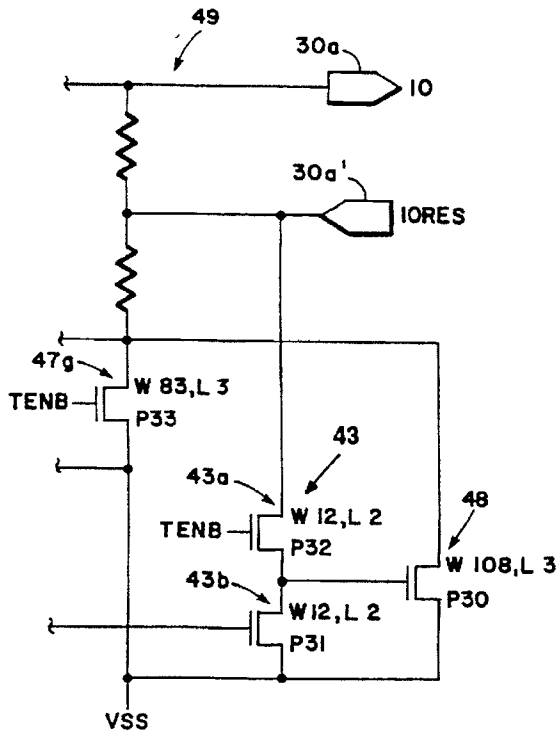 49
30a
IO
30a'
IORES
47g
W 83, L 3
TENB
P33
43
43a
48
W 12, L 2
TENB
P32
W 108, L 3
43b
P30
W 12, L 2
P31
VSS